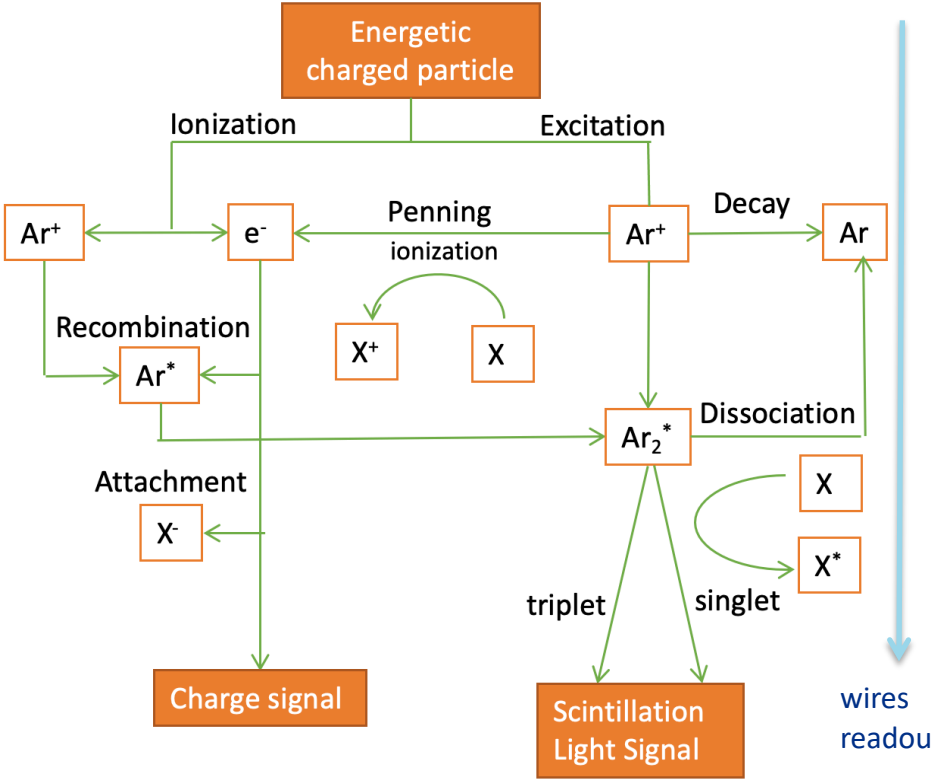 Energetic
charged particle
Ionization
Excitation
Ar⁺
e⁻
Penning
ionization
Ar⁺
Decay
Ar
Recombination
X⁺
X
Ar*
Ar₂*
Dissociation
Attachment
X
X⁻
X*
triplet
singlet
Charge signal
Scintillation
Light Signal
wires
readou